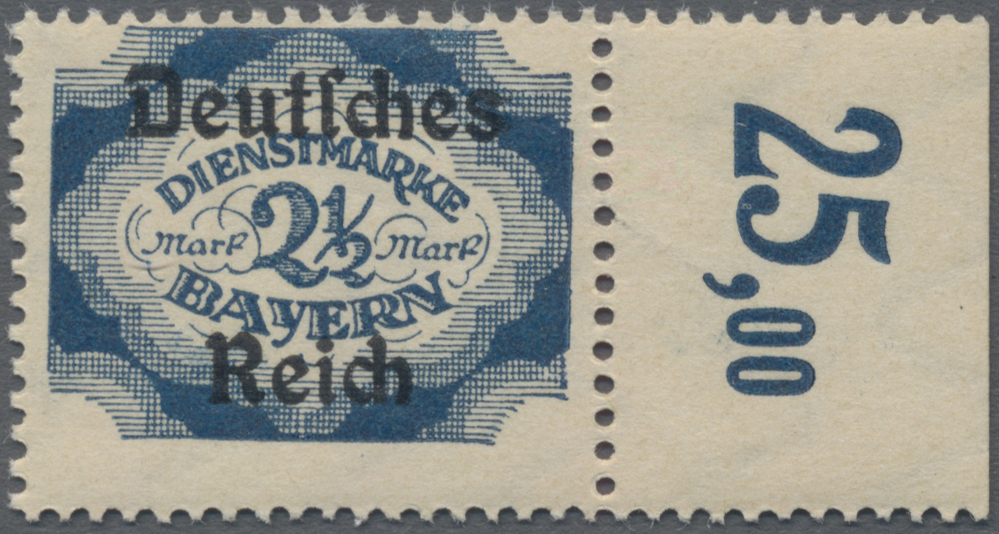 Deutſches
DIENSTMARKE
Mark 2½ Mark
BAYERN
Reich
25,00